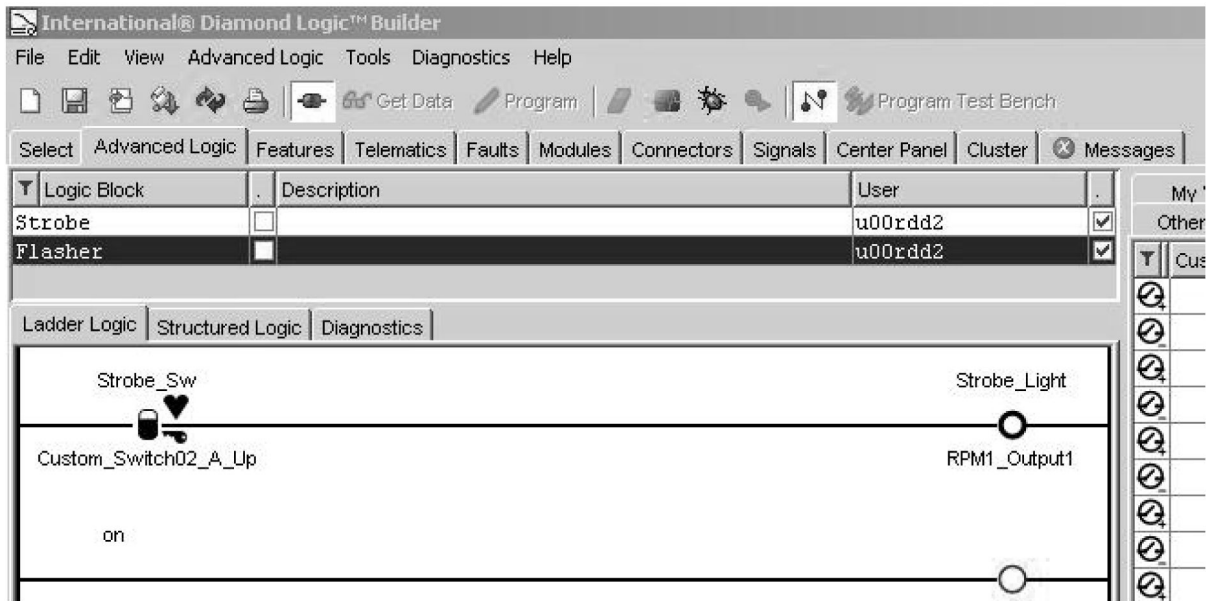 International® Diamond Logic™ Builder
File Edit View Advanced Logic Tools Diagnostics Help
Get Data Program Program Test Bench
Select Advanced Logic Features Telematics Faults Modules Connectors Signals Center Panel Cluster Messages
Logic Block . Description User . My
Strobe u00rdd2 Other
Flasher u00rdd2
Cus
Ladder Logic Structured Logic Diagnostics
Strobe_Sw Strobe_Light
Custom_Switch02_A_Up RPM1_Output1
on